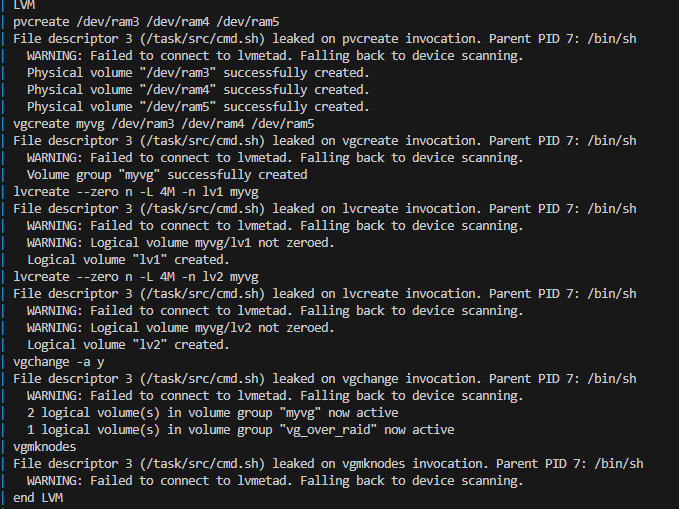 LVM
pvcreate /dev/ram3 /dev/ram4 /dev/ram5
File descriptor 3 (/task/src/cmd.sh) leaked on pvcreate invocation. Parent PID 7: /bin/sh
  WARNING: Failed to connect to lvmetad. Falling back to device scanning.
  Physical volume "/dev/ram3" successfully created.
  Physical volume "/dev/ram4" successfully created.
  Physical volume "/dev/ram5" successfully created.
vgcreate myvg /dev/ram3 /dev/ram4 /dev/ram5
File descriptor 3 (/task/src/cmd.sh) leaked on vgcreate invocation. Parent PID 7: /bin/sh
  WARNING: Failed to connect to lvmetad. Falling back to device scanning.
  Volume group "myvg" successfully created
lvcreate --zero n -L 4M -n lv1 myvg
File descriptor 3 (/task/src/cmd.sh) leaked on lvcreate invocation. Parent PID 7: /bin/sh
  WARNING: Failed to connect to lvmetad. Falling back to device scanning.
  WARNING: Logical volume myvg/lv1 not zeroed.
  Logical volume "lv1" created.
lvcreate --zero n -L 4M -n lv2 myvg
File descriptor 3 (/task/src/cmd.sh) leaked on lvcreate invocation. Parent PID 7: /bin/sh
  WARNING: Failed to connect to lvmetad. Falling back to device scanning.
  WARNING: Logical volume myvg/lv2 not zeroed.
  Logical volume "lv2" created.
vgchange -a y
File descriptor 3 (/task/src/cmd.sh) leaked on vgchange invocation. Parent PID 7: /bin/sh
  WARNING: Failed to connect to lvmetad. Falling back to device scanning.
  2 logical volume(s) in volume group "myvg" now active
  1 logical volume(s) in volume group "vg_over_raid" now active
vgmknodes
File descriptor 3 (/task/src/cmd.sh) leaked on vgmknodes invocation. Parent PID 7: /bin/sh
  WARNING: Failed to connect to lvmetad. Falling back to device scanning.
end LVM